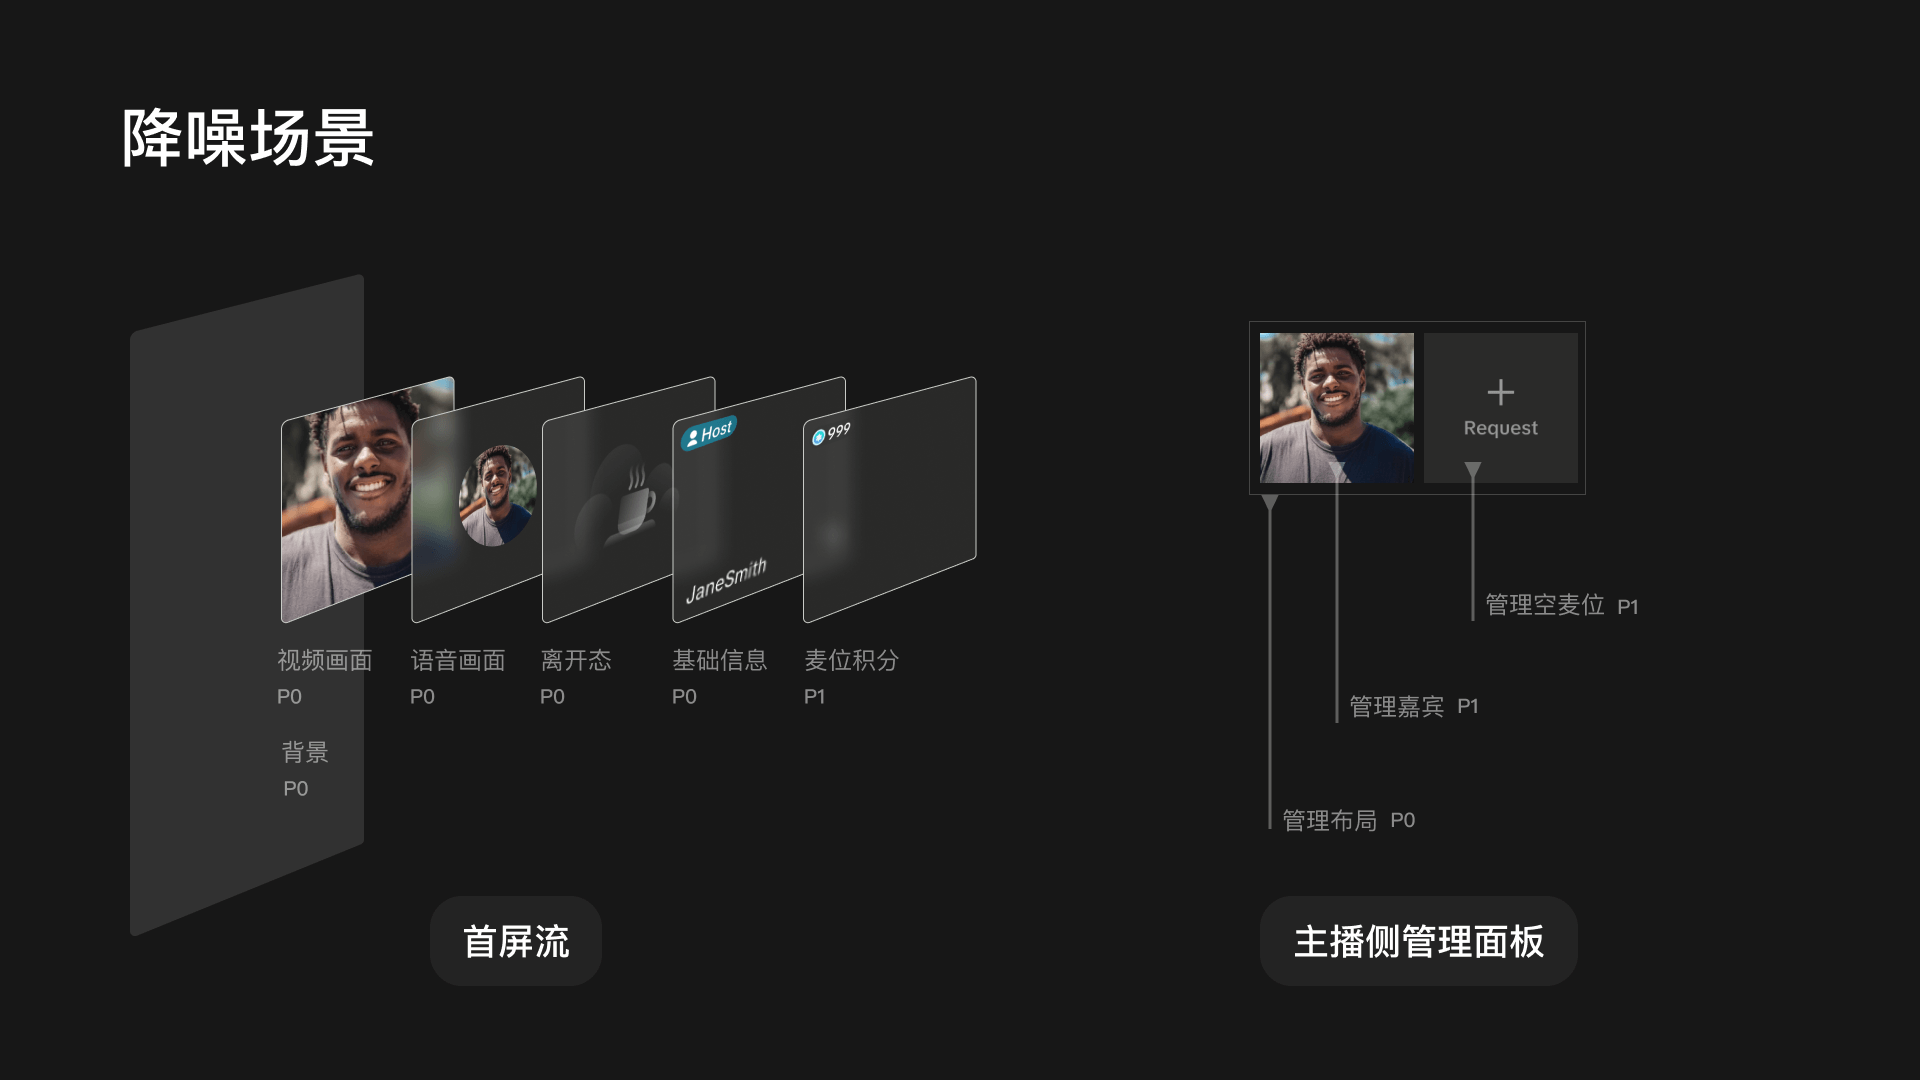 降噪场景
Host
JaneSmith
999
视频画面
P0
语音画面
P0
离开态
P0
基础信息
P0
麦位积分
P1
背景
P0
首屏流
Request
管理空麦位 P1
管理嘉宾 P1
管理布局 P0
主播侧管理面板